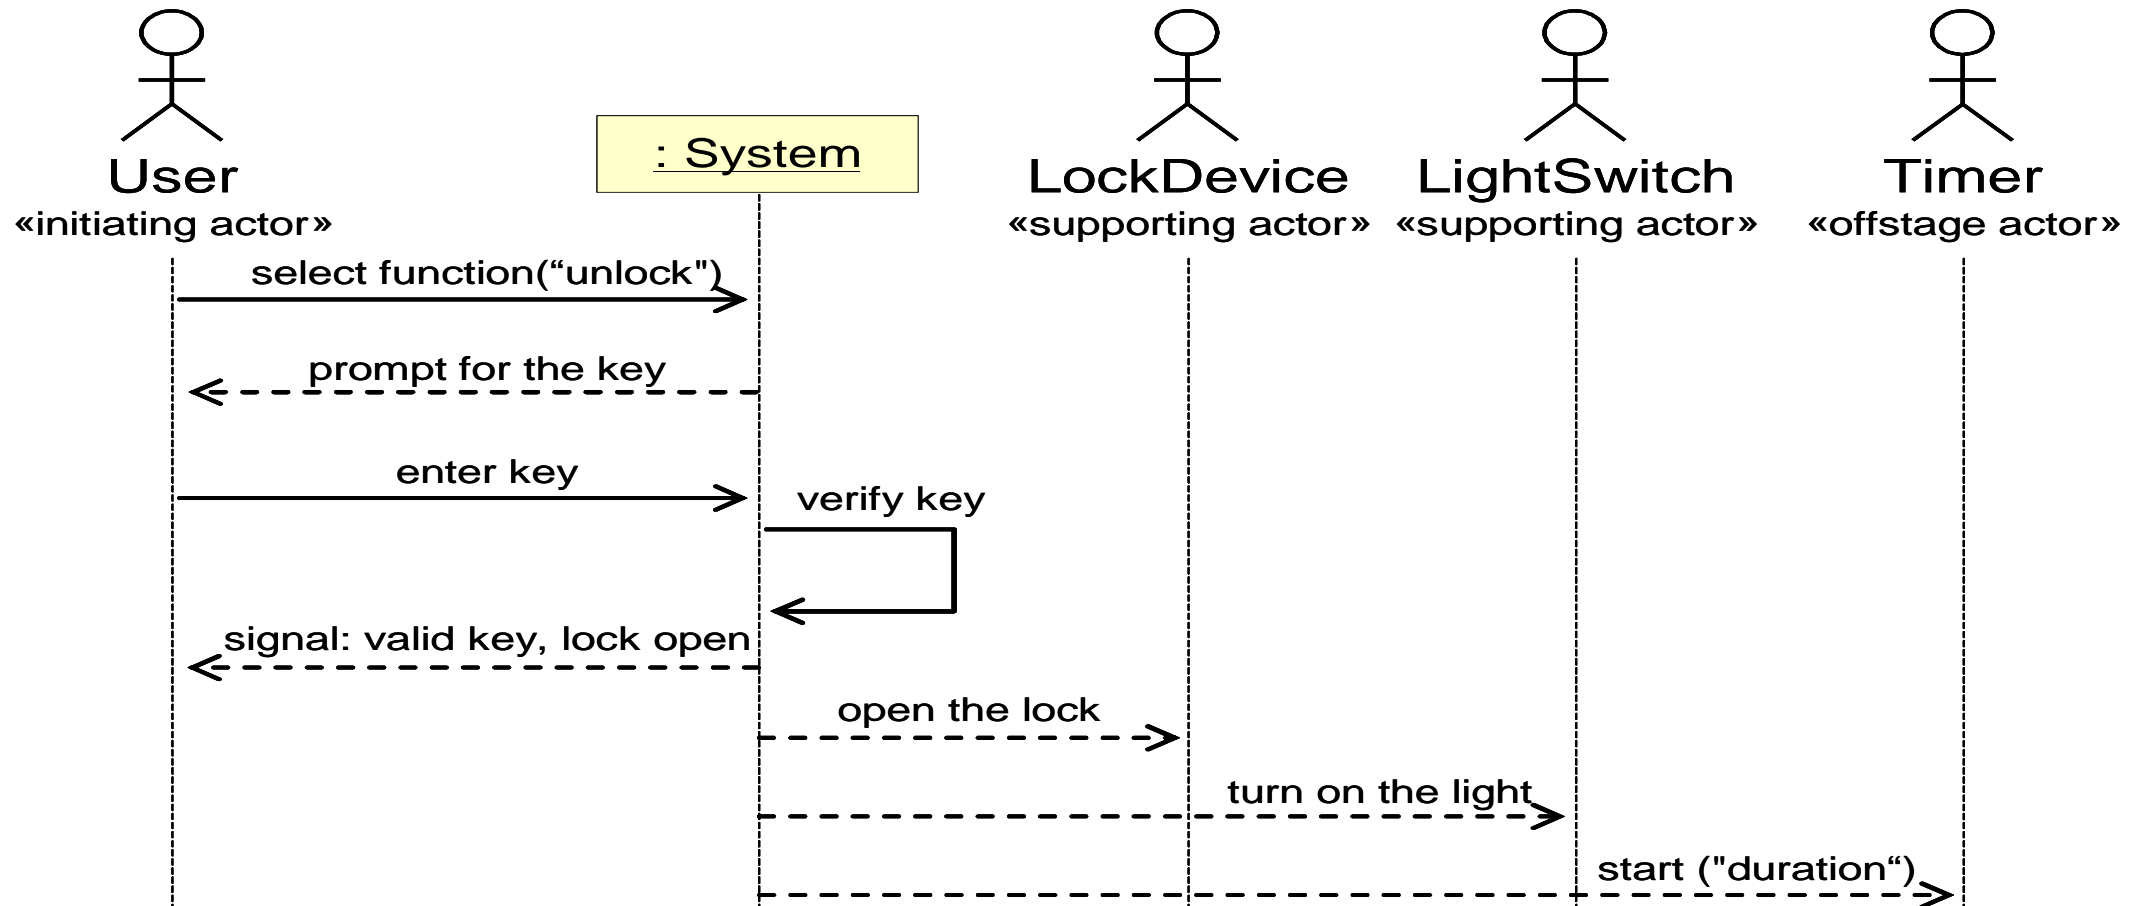 : System
User
LockDevice
LightSwitch
Timer
«initiating actor»
«supporting actor»
«supporting actor»
«offstage actor»
select function(“unlock")
prompt for the key
enter key
verify key
signal: valid key, lock open
open the lock
turn on the light
start ("duration“)